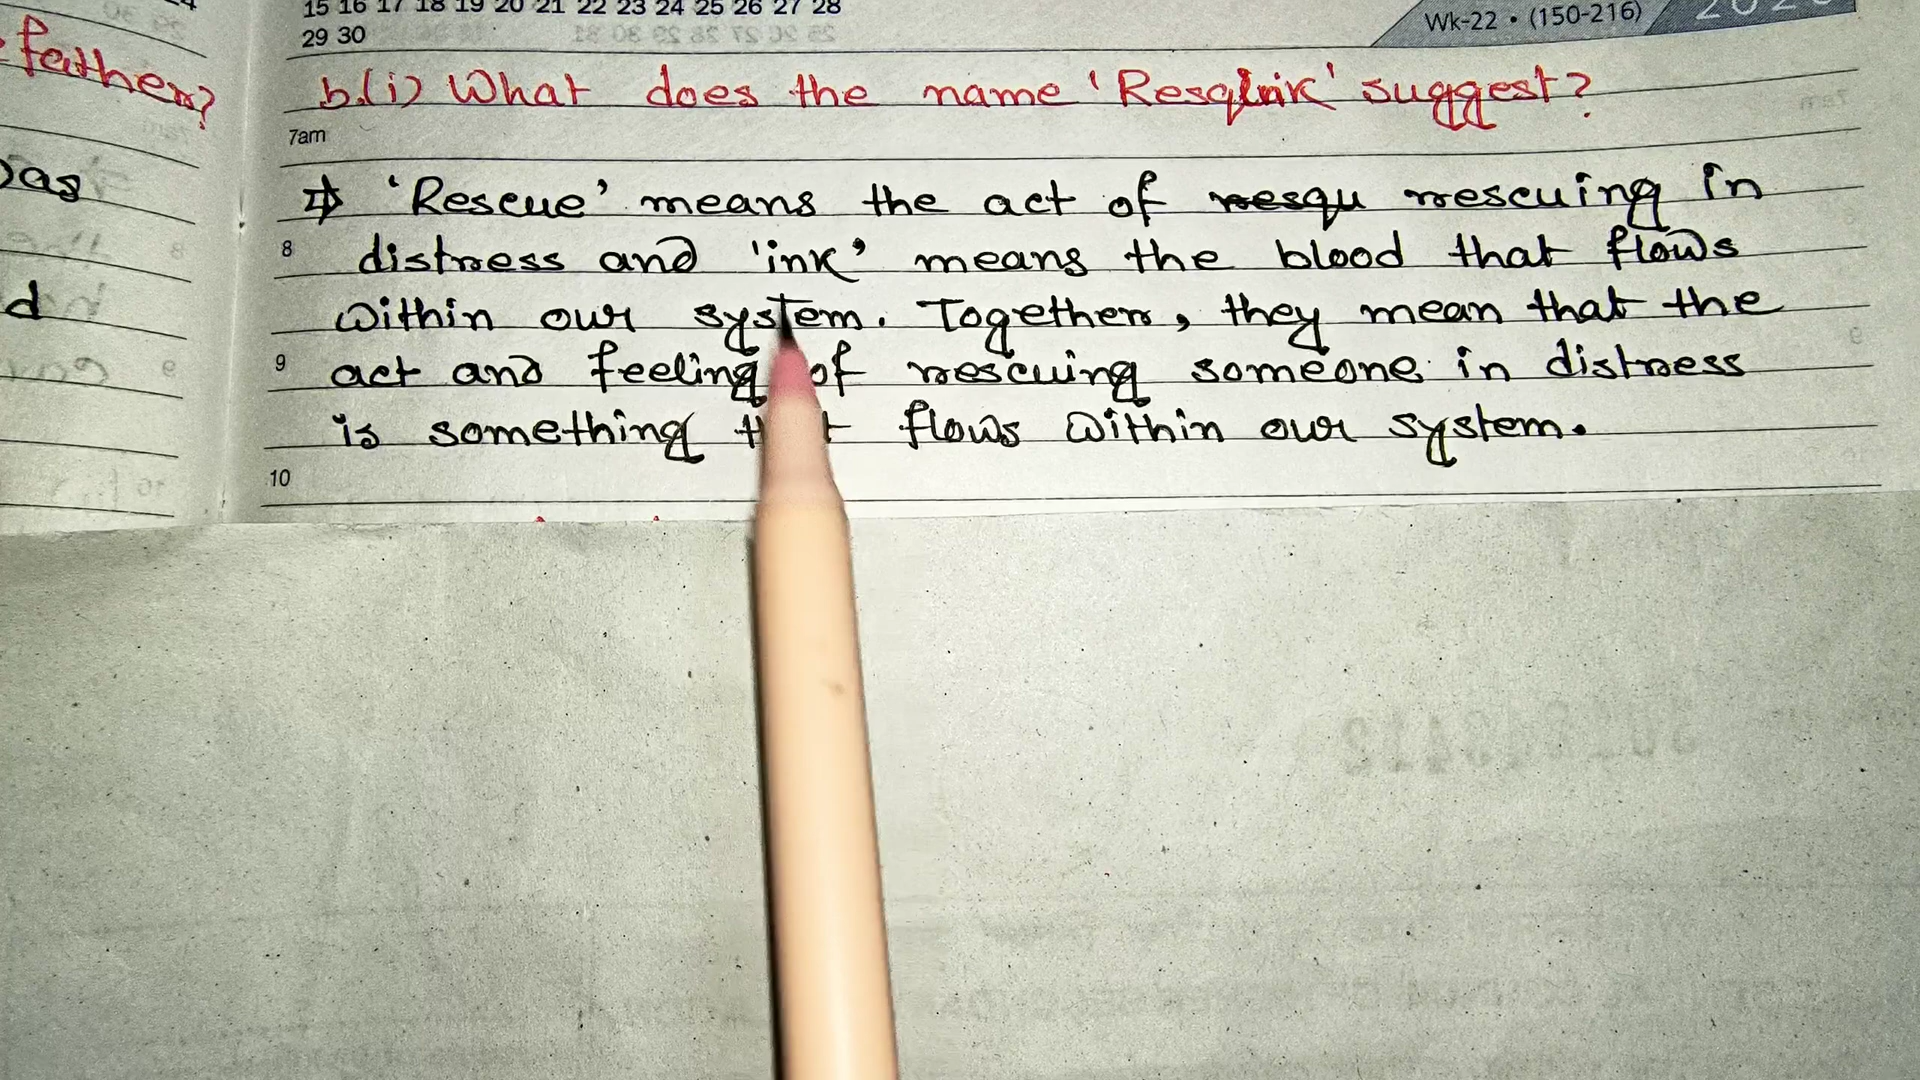 father?
as
d
15 16 17 18 19 20 21 22 23 24 25 26 27 28
29 30
Wk-22 • (150-216)
b.(i) What does the name 'Resqink' suggest?
7am
⇒ 'Rescue' means the act of resqu rescuing in
8 distress and 'ink' means the blood that flows
within our system. Together, they mean that the
9 act and feeling of rescuing someone in distress
is something that flows within our system.
10